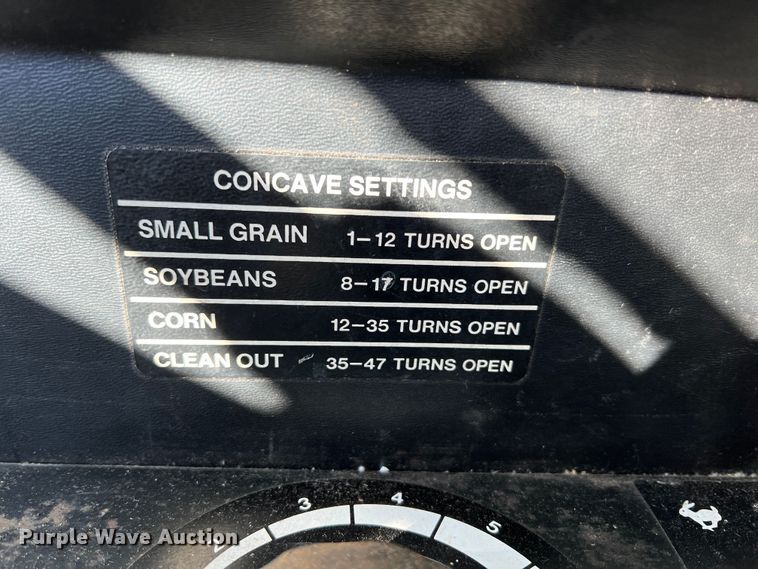 CONCAVE SETTINGS
SMALL GRAIN 1–12 TURNS OPEN
SOYBEANS 8–17 TURNS OPEN
CORN 12–35 TURNS OPEN
CLEAN OUT 35–47 TURNS OPEN
2 3 4 5
Purple Wave Auction